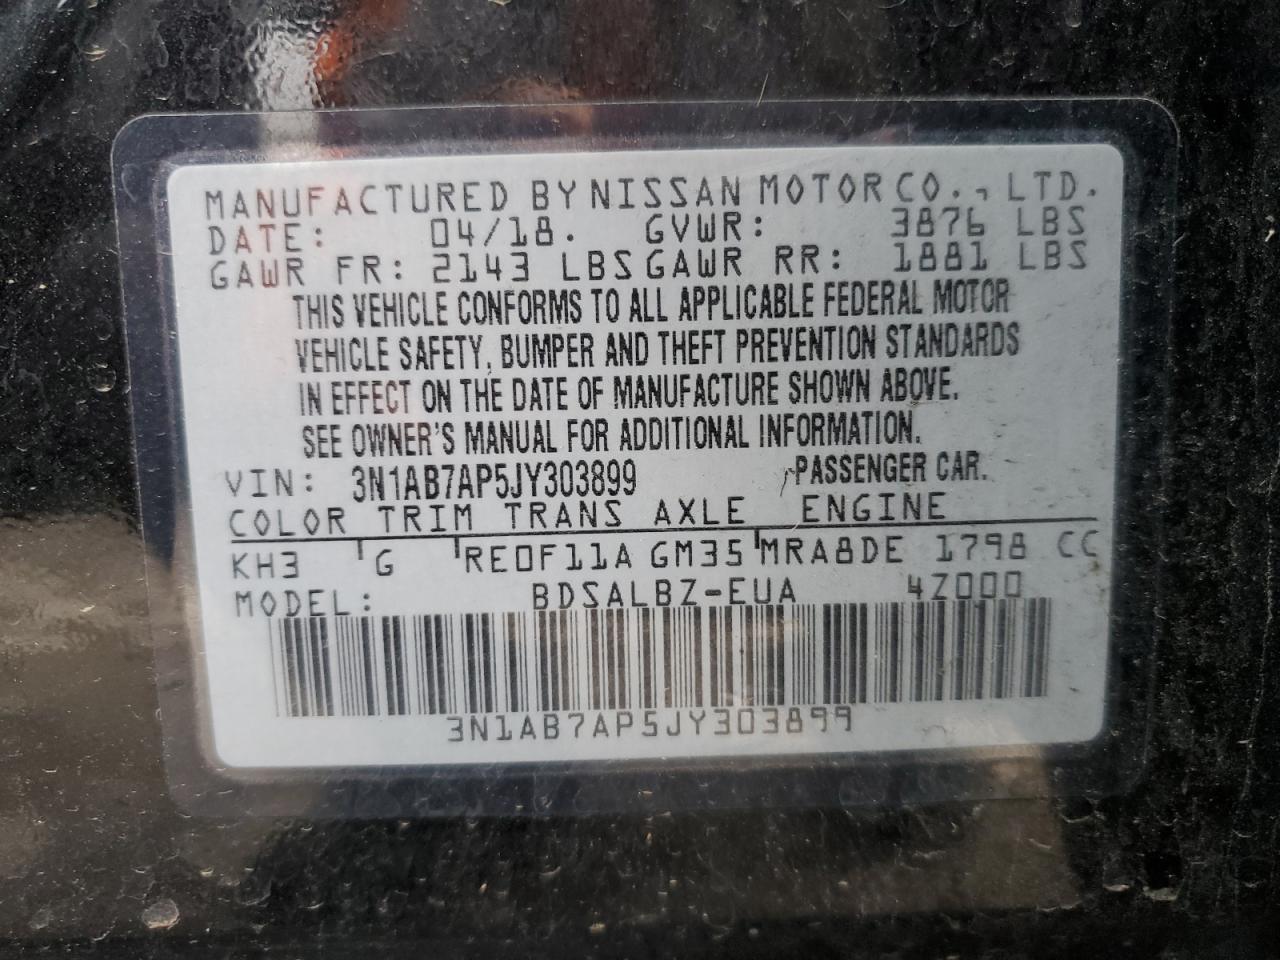 MANUFACTURED BY NISSAN MOTOR CO., LTD.
DATE: 04/18. GVWR: 3876 LBS
GAWR FR: 2143 LBS GAWR RR: 1881 LBS
THIS VEHICLE CONFORMS TO ALL APPLICABLE FEDERAL MOTOR
VEHICLE SAFETY, BUMPER AND THEFT PREVENTION STANDARDS
IN EFFECT ON THE DATE OF MANUFACTURE SHOWN ABOVE.
SEE OWNER'S MANUAL FOR ADDITIONAL INFORMATION.
VIN: 3N1AB7AP5JY303899 PASSENGER CAR.
COLOR TRIM TRANS AXLE ENGINE
KH3 G RE0F11A GM35 MRA8DE 1798 CC
MODEL: BDSALBZ-EUA 4Z000
3N1AB7AP5JY303899